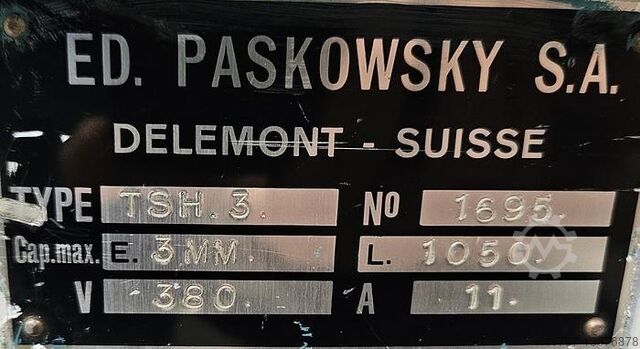 ED. PASKOWSKY S.A.
DELEMONT - SUISSE
TYPE TSH.3. No 1695.
Cap.max. E. 3MM. L. 1050.
V 380. A 11.